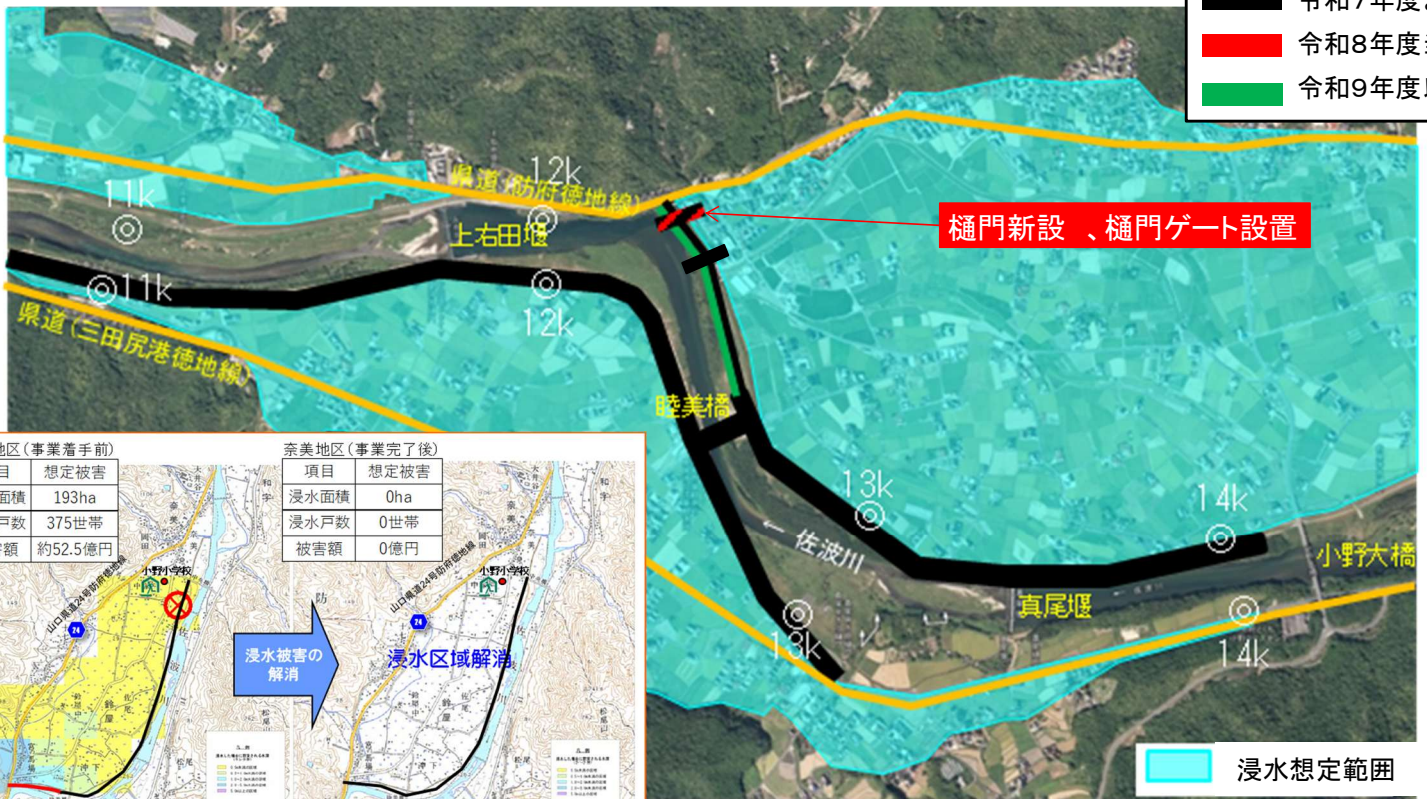 令和7年度
令和8年度
令和9年度
12k
県道(防府徳地線)
11k
上右田堰
樋門新設 、樋門ゲート設置
11k
12k
県道(三田尻港徳地線)
睦美橋
13k
14k
佐波川
小野大橋
真尾堰
13k
14k
地区(事業着手前)
目 想定被害
面積 193ha
戸数 375世帯
額 約52.5億円
奈美地区(事業完了後)
項目 想定被害
浸水面積 0ha
浸水戸数 0世帯
被害額 0億円
小野小学校
山口県道24号防府徳地線
24
浸水被害の
解消
小野小学校
山口県道24号防府徳地線
24
浸水区域解消
浸水想定範囲